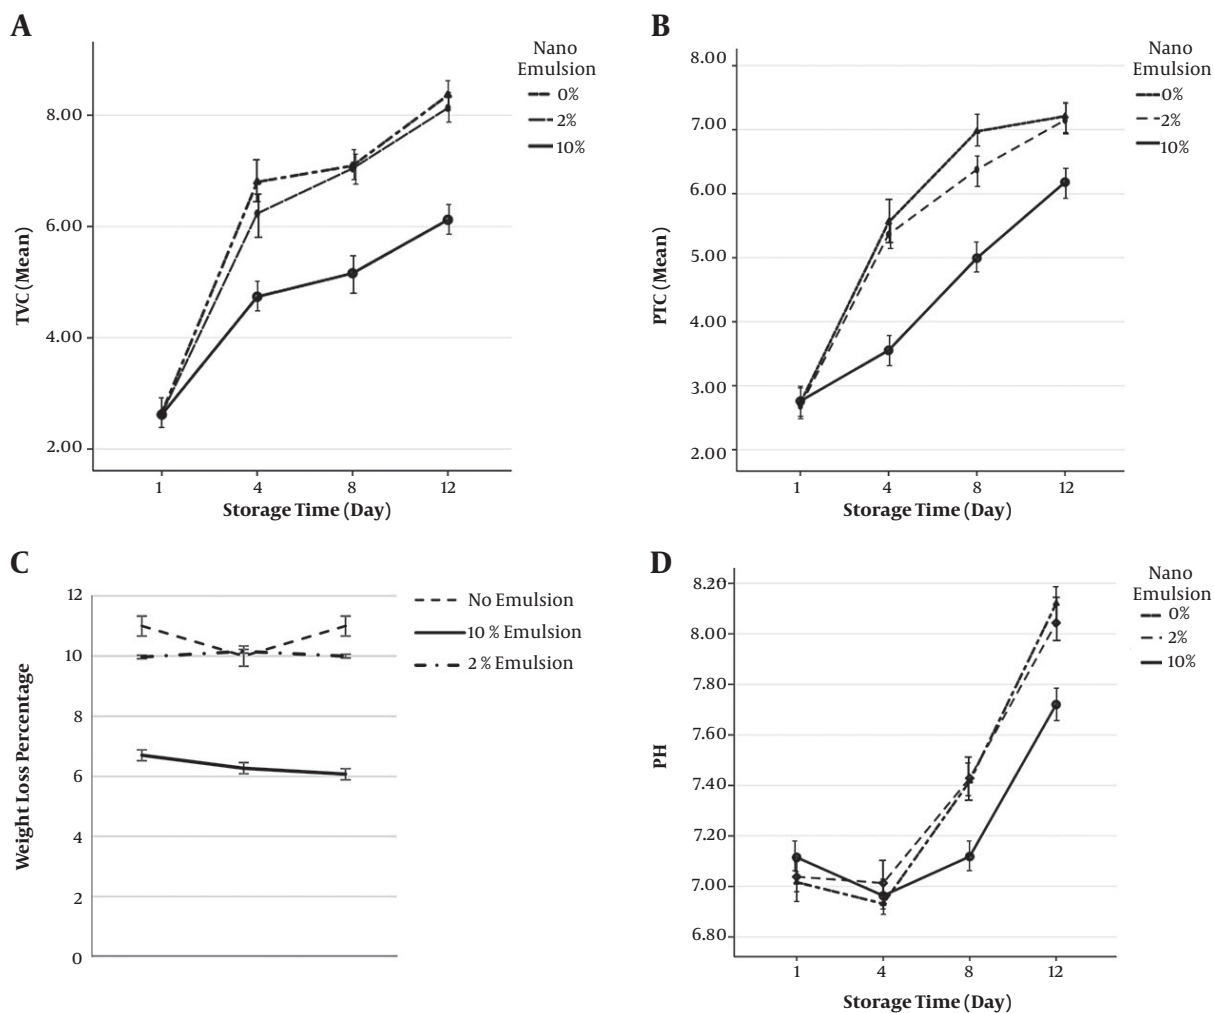 A
Nano
Emulsion
0%
2%
10%
8.00
6.00
4.00
2.00
TVC (Mean)
1 4 8 12
Storage Time (Day)
B
Nano
Emulsion
0%
2%
10%
8.00
7.00
6.00
5.00
4.00
3.00
2.00
PTC (Mean)
1 4 8 12
Storage Time (Day)
C
12
10
8
6
4
2
0
Weight Loss Percentage
No Emulsion
10 % Emulsion
2 % Emulsion
D
Nano
Emulsion
0%
2%
10%
8.20
8.00
7.80
7.60
7.40
7.20
7.00
6.80
PH
1 4 8 12
Storage Time (Day)